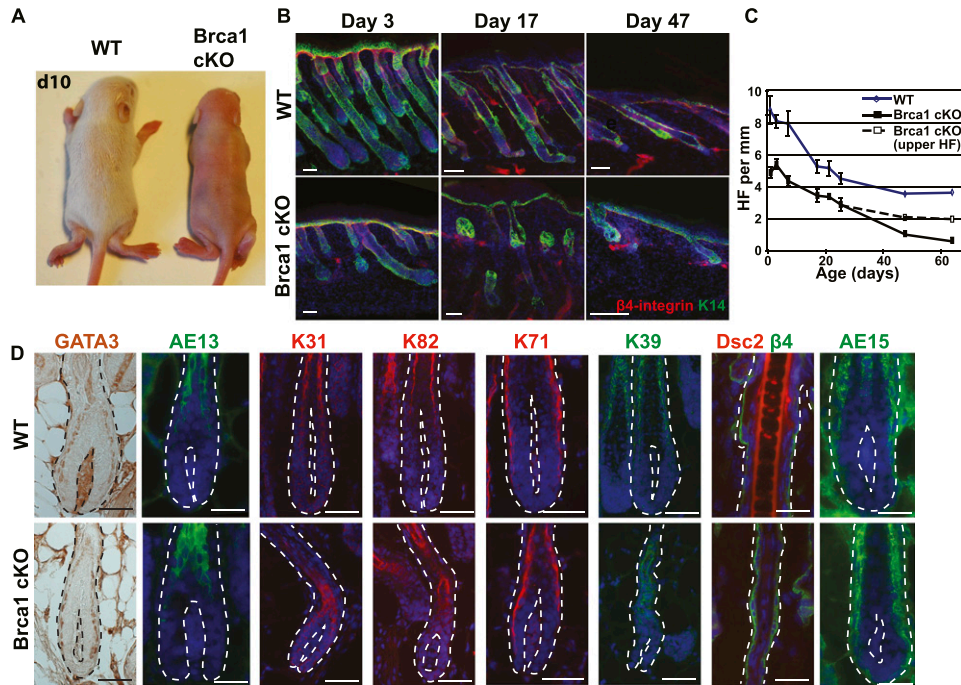 A
WT
Brca1
cKO
d10
B
Day 3
Day 17
Day 47
WT
Brca1 cKO
β4-integrin K14
C
10
8
6
4
2
0
0
20
40
60
HF per mm
Age (days)
WT
Brca1 cKO
Brca1 cKO
(upper HF)
D
GATA3
AE13
K31
K82
K71
K39
Dsc2 β4
AE15
WT
Brca1 cKO